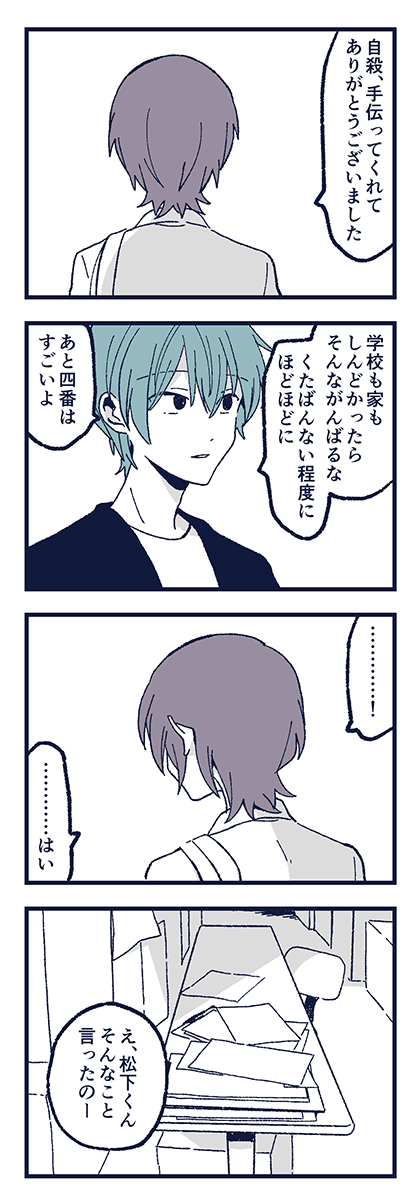 自殺、手伝ってくれて
ありがとうございました
学校も家も
しんどかったら
そんながんばるな
くたばんない程度に
ほどほどに
あと四番は
すごいよ
…………！
…………はい
え、松下くん
そんなこと
言ったのー